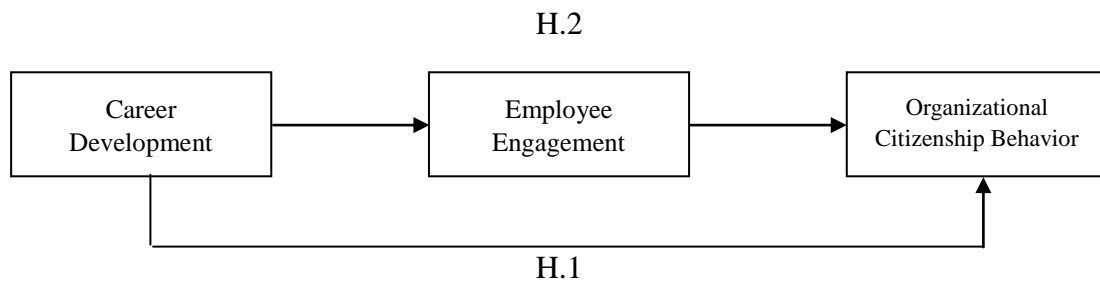 H.2
Career
Development
Employee
Engagement
Organizational
Citizenship Behavior
H.1